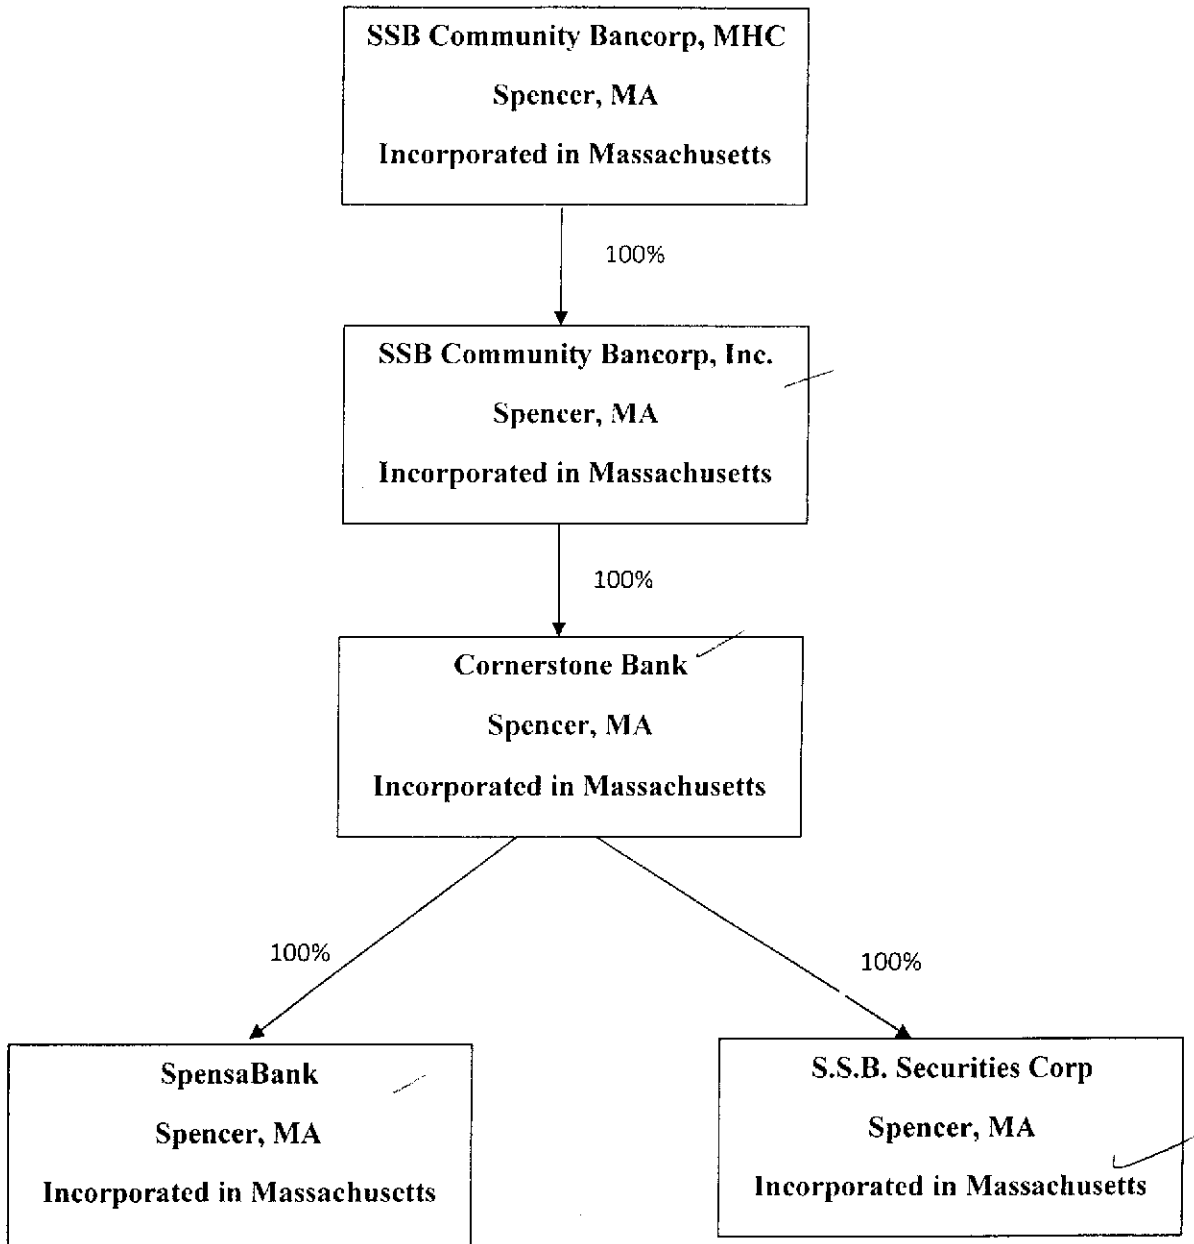 SSB Community Bancorp, MHC
Spencer, MA
Incorporated in Massachusetts
100%
SSB Community Bancorp, Inc.
Spencer, MA
Incorporated in Massachusetts
100%
Cornerstone Bank
Spencer, MA
Incorporated in Massachusetts
100%
100%
SpensaBank
Spencer, MA
Incorporated in Massachusetts
S.S.B. Securities Corp
Spencer, MA
Incorporated in Massachusetts